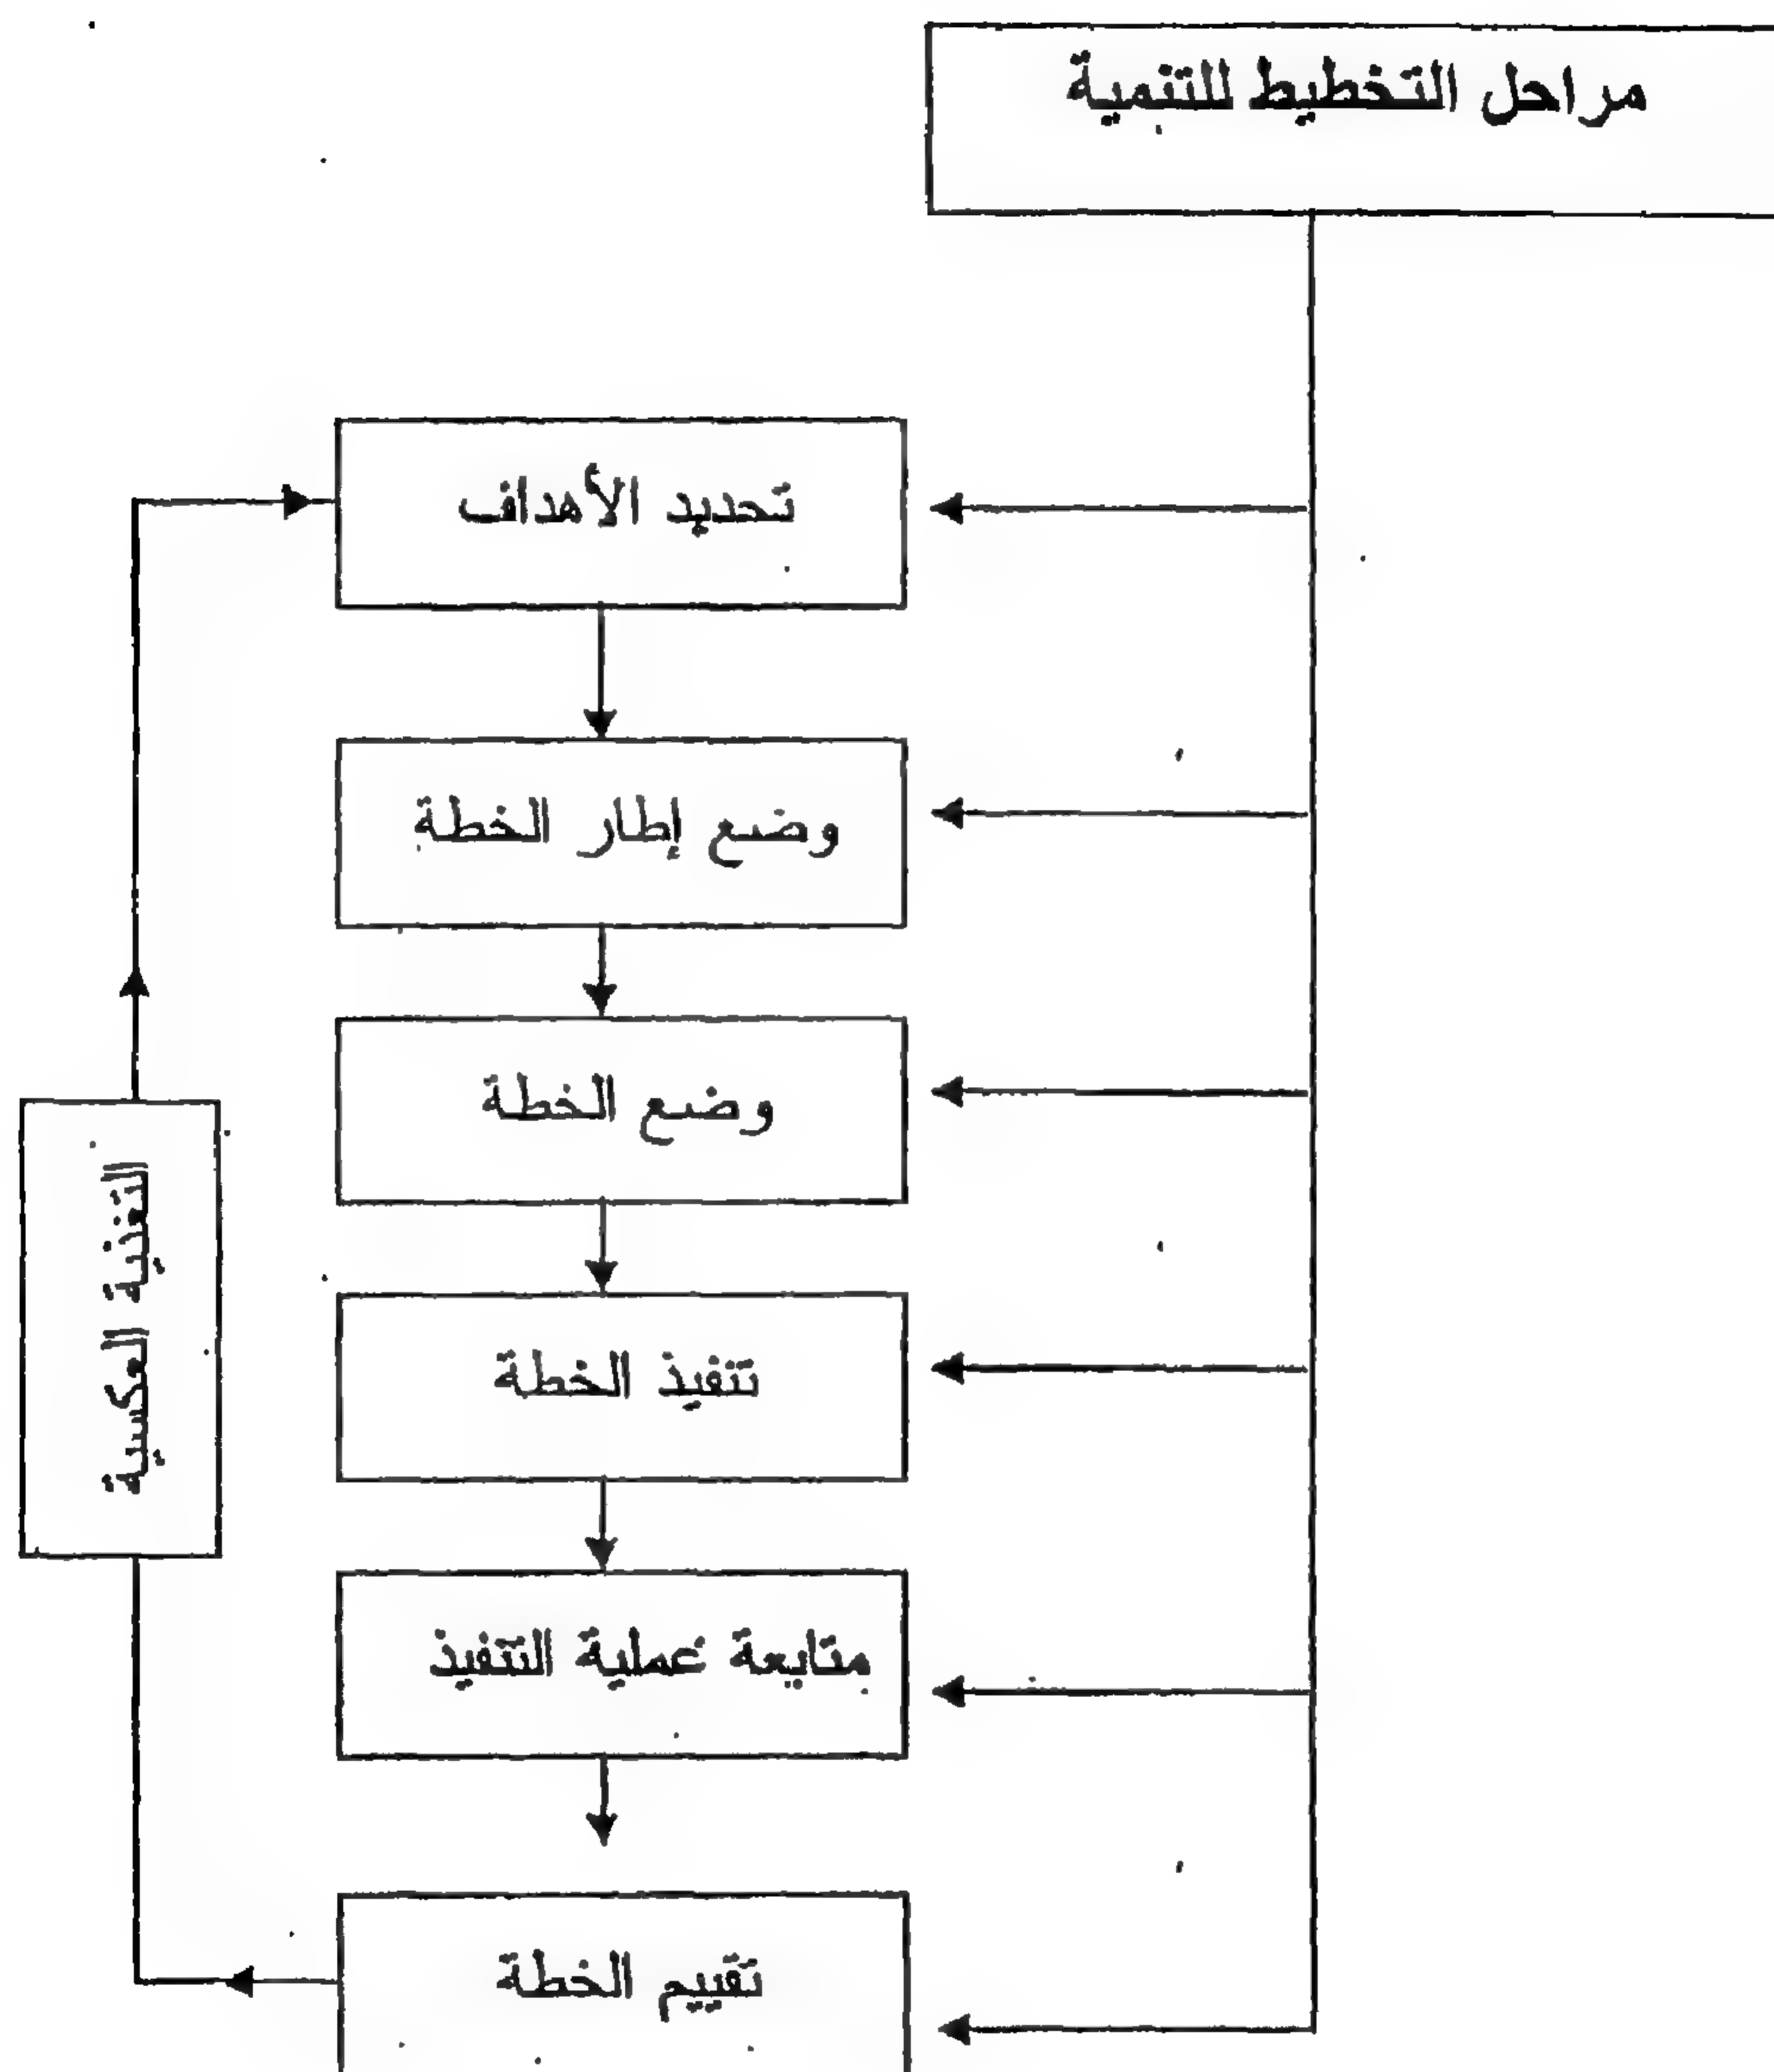 مراحل التخطيط للتنمية
تحديد الأهداف
وضع إطار الخطة
وضع الخطة
تنفيذ الخطة
متابعة عملية التنفيذ
تقييم الخطة
التغذية العكسية